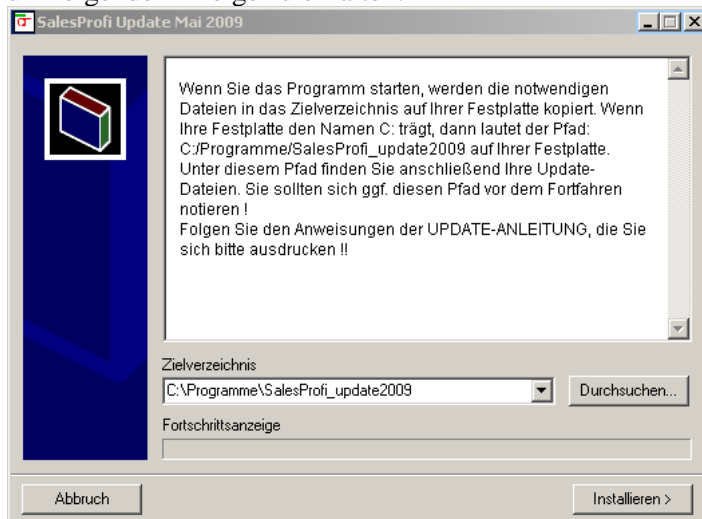 SalesProfi Update Mai 2009
Wenn Sie das Programm starten, werden die notwendigen
Dateien in das Zielverzeichnis auf Ihrer Festplatte kopiert. Wenn
Ihre Festplatte den Namen C: trägt, dann lautet der Pfad:
C:/Programme/SalesProfi_update2009 auf Ihrer Festplatte.
Unter diesem Pfad finden Sie anschließend Ihre Update-
Dateien. Sie sollten sich ggf. diesen Pfad vor dem Fortfahren
notieren !
Folgen Sie den Anweisungen der UPDATE-ANLEITUNG, die Sie
sich bitte ausdrucken !!
Zielverzeichnis
C:\Programme\SalesProfi_update2009
Durchsuchen...
Fortschrittsanzeige
Abbruch
Installieren >